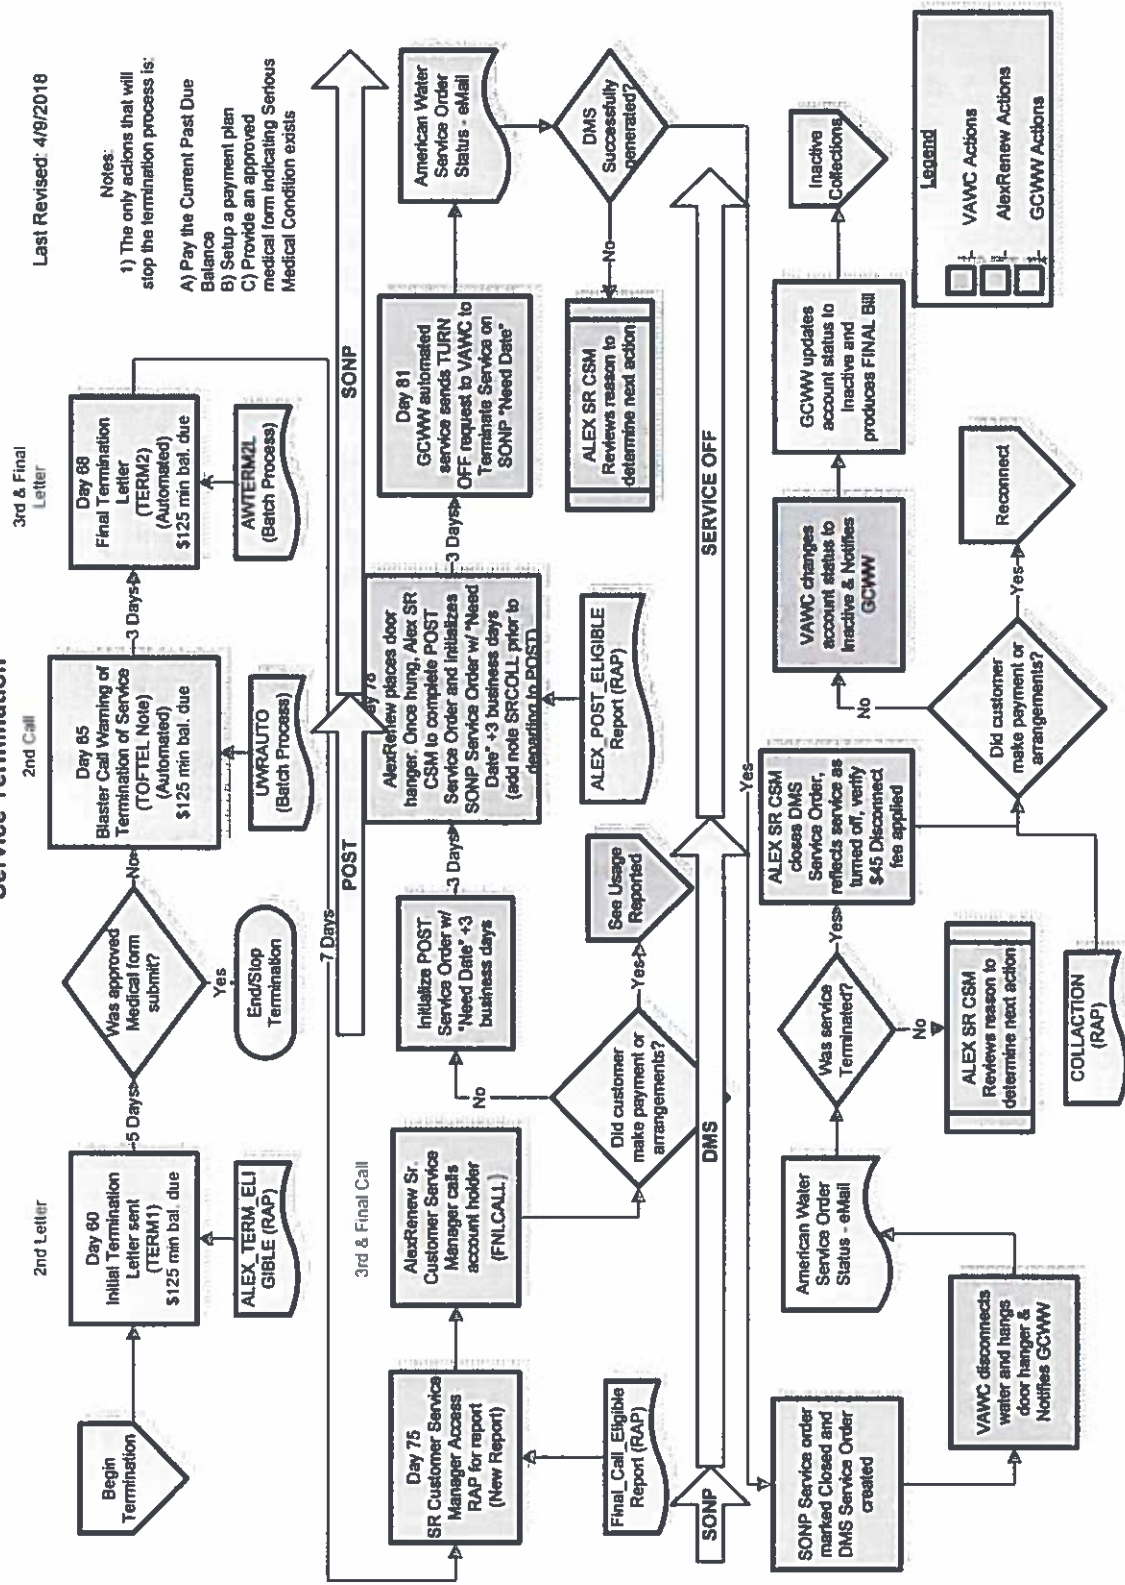 Service Termination
Last Revised: 4/9/2018
Notes:
1) The only actions that will
stop the termination process is:
A) Pay the Current Past Due
Balance
B) Setup a payment plan
C) Provide an approved
medical form indicating Serious
Medical Condition exists
2nd Letter
2nd Call
3rd & Final
Letter
Begin
Termination
Day 60
Initial Termination
Letter sent
(TERM1)
$125 min bal. due
ALEX_TERM_ELI
GIBLE (RAP)
5 Days
Was approved
Medical form
submit?
Yes
End/Stop
Termination
No
Day 65
Blaster Call Warning of
Termination of Service
(TOFTEL Note)
(Automated)
$125 min bal. due
UWRAUTO
(Batch Process)
3 Days
Day 68
Final Termination
Letter
(TERM2)
(Automated)
$125 min bal. due
AWTERM2L
(Batch Process)
7 Days
POST
SONP
3rd & Final Call
Day 75
SR Customer Service
Manager Access
RAP for report
(New Report)
Final_Call_Eligible
Report (RAP)
AlexRenew Sr.
Customer Service
Manager calls
account holder
(FNLCALL)
Did customer
make payment or
arrangements?
No
Initialize POST
Service Order w/
"Need Date" +3
business days
Yes
See Usage
Reported
3 Days
y 78
AlexRenew places door
hanger. Once hung, Alex SR
CSM to complete POST
Service Order and initializes
SONP Service Order w/ "Need
Date" +3 business days
(add note SRCOLL prior to
departing to POST)
ALEX_POST_ELIGIBLE
Report (RAP)
3 Days
Day 81
GCWW automated
service sends TURN
OFF request to VAWC to
Terminate Service on
SONP "Need Date"
American Water
Service Order
Status - eMail
DMS
Successfully
generated?
No
ALEX SR CSM
Reviews reason to
determine next action
Yes
SONP
DMS
SERVICE OFF
SONP Service order
marked Closed and
DMS Service Order
created
VAWC disconnects
water and hangs
door hanger &
Notifies GCWW
American Water
Service Order
Status - eMail
Was service
Terminated?
No
ALEX SR CSM
Reviews reason to
determine next action
Yes
ALEX SR CSM
closes DMS
Service Order,
reflects service as
turned off, verify
$45 Disconnect
fee applied
COLLACTION
(RAP)
Did customer
make payment or
arrangements?
Yes
Reconnect
No
VAWC changes
account status to
Inactive & Notifies
GCWW
GCWW updates
account status to
Inactive and
produces FINAL Bill
Inactive
Collections
Legend
VAWC Actions
AlexRenew Actions
GCWW Actions